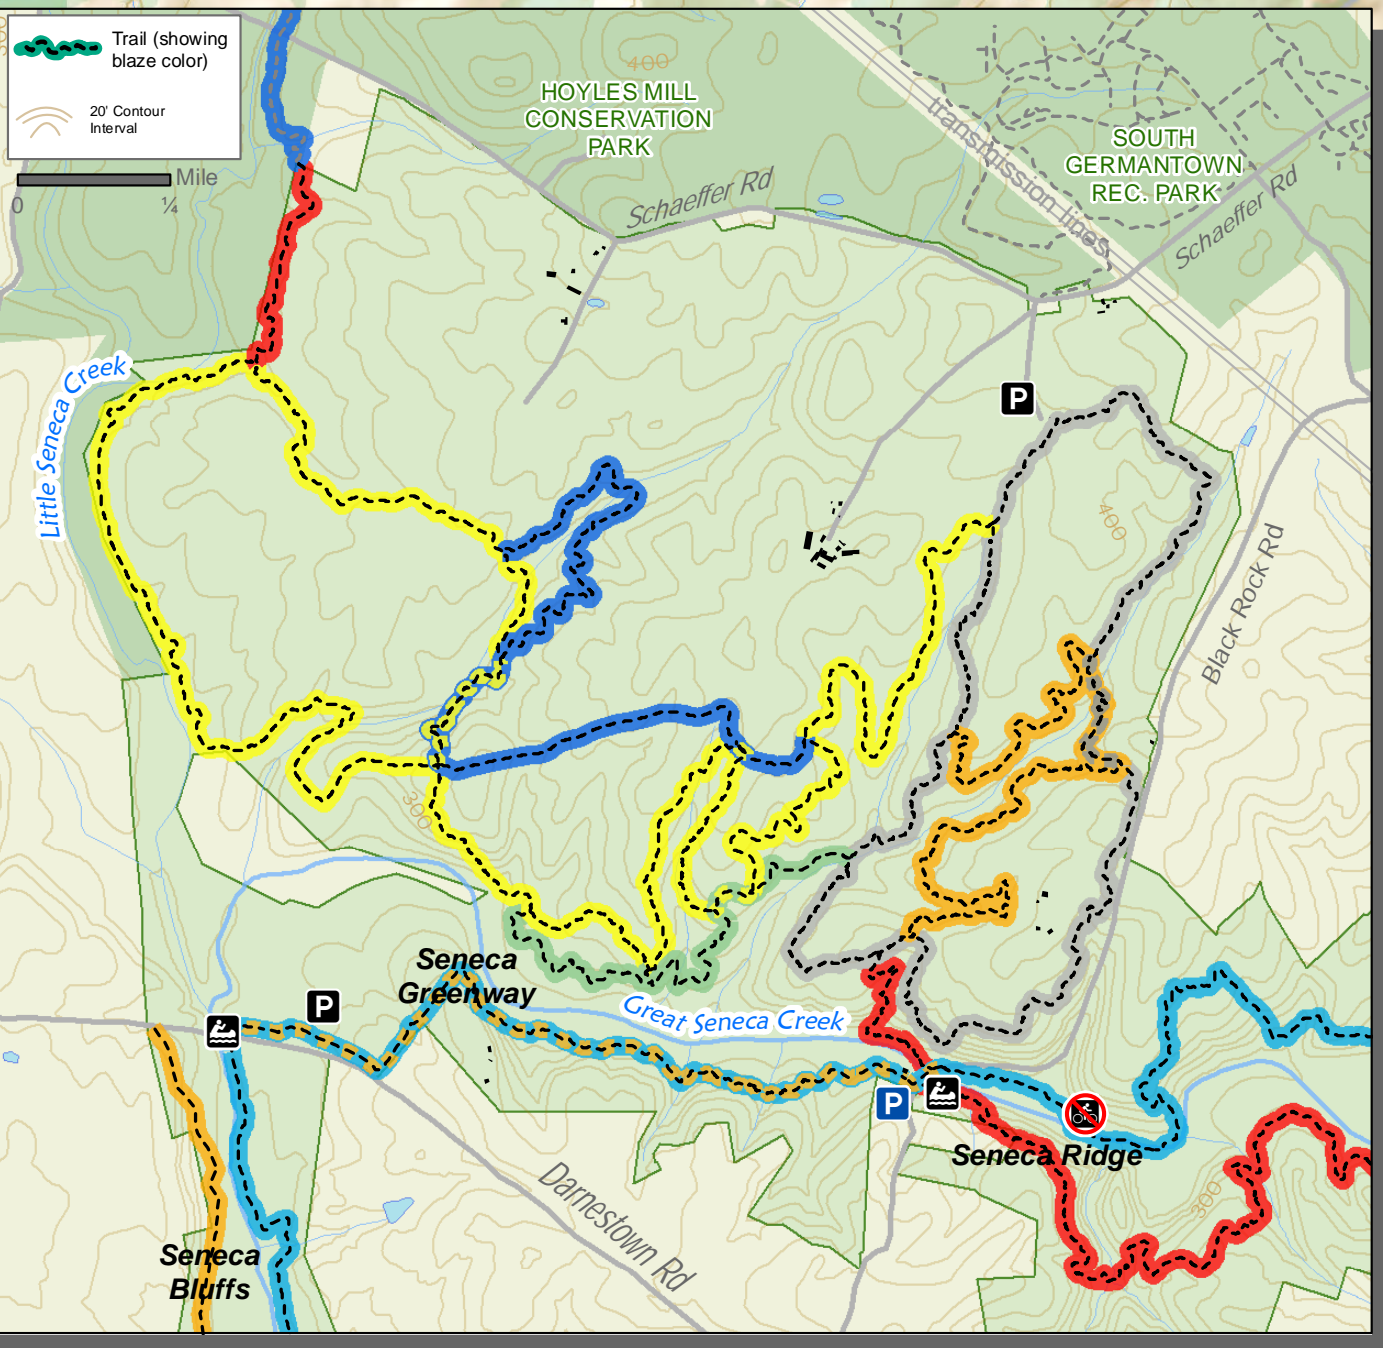 Trail (showing
blaze color)
20' Contour
Interval
Mile
0
¼
HOYLES MILL
CONSERVATION
PARK
400
transmission lines
SOUTH
GERMANTOWN
REC. PARK
Schaeffer Rd
Schaeffer Rd
Little Seneca Creek
P
400
Black Rock Rd
300
Seneca
Greenway
P
Great Seneca Creek
P
Seneca Ridge
Darnestown Rd
300
Seneca
Bluffs